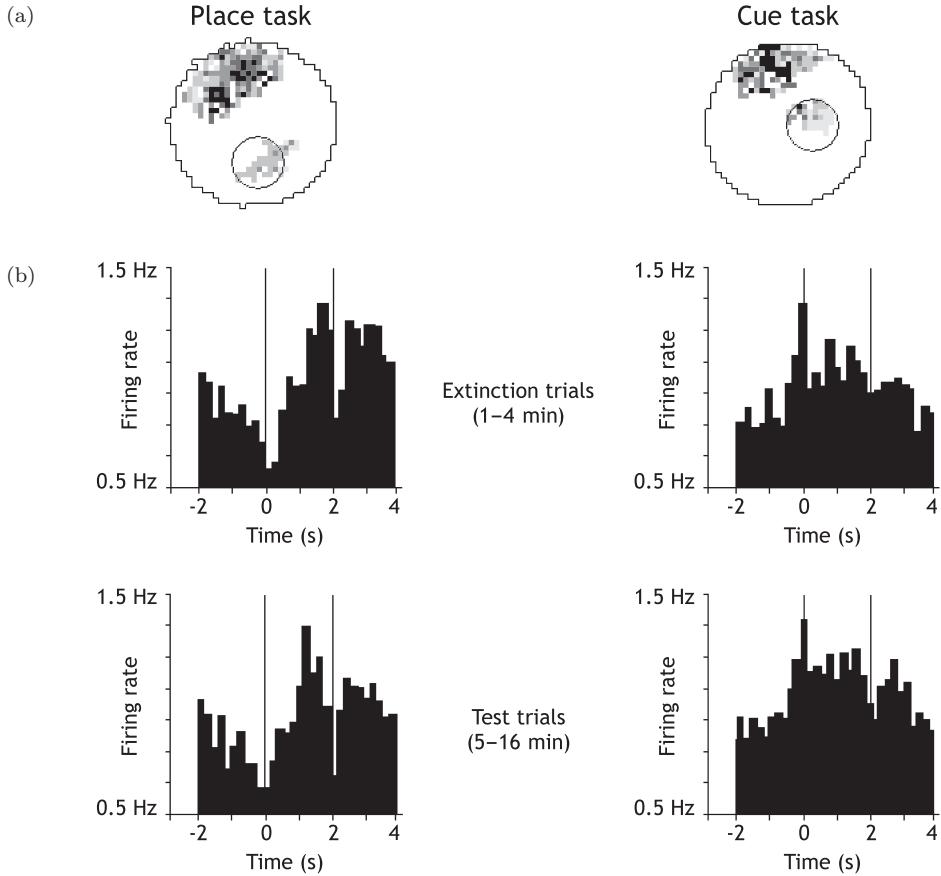 (a)
Place task
Cue task
(b)
1.5 Hz
Firing rate
0.5 Hz
-2 0 2 4
Time (s)
Extinction trials
(1–4 min)
1.5 Hz
Firing rate
0.5 Hz
-2 0 2 4
Time (s)
1.5 Hz
Firing rate
0.5 Hz
-2 0 2 4
Time (s)
Test trials
(5–16 min)
1.5 Hz
Firing rate
0.5 Hz
-2 0 2 4
Time (s)